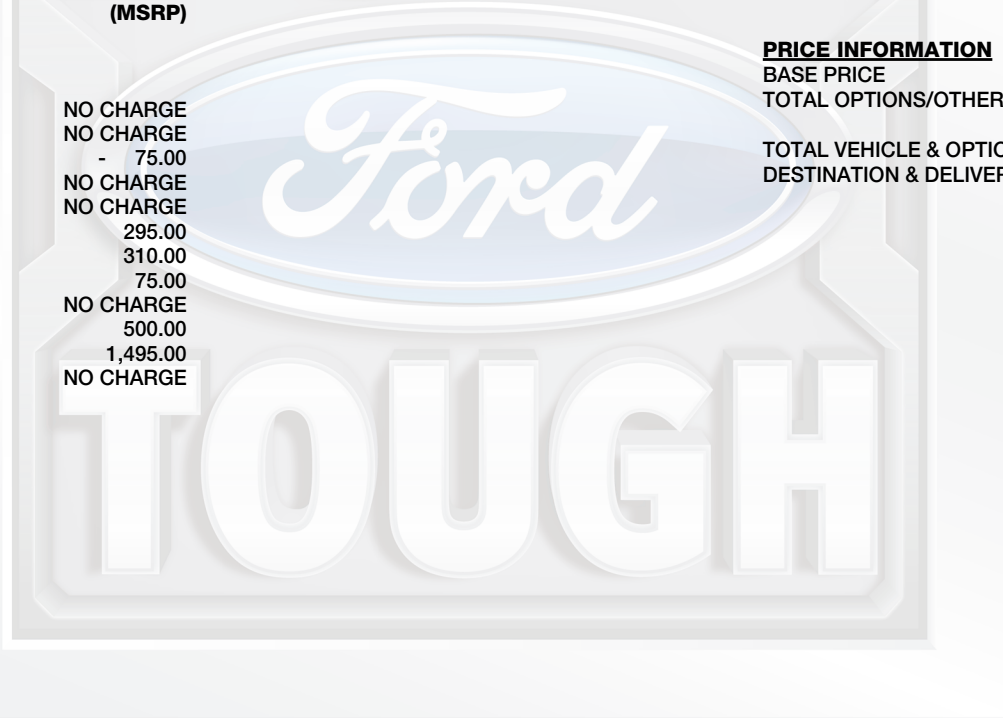 (MSRP)
NO CHARGE
NO CHARGE
- 75.00
NO CHARGE
NO CHARGE
295.00
310.00
75.00
NO CHARGE
500.00
1,495.00
NO CHARGE
PRICE INFORMATION
BASE PRICE
TOTAL OPTIONS/OTHER
TOTAL VEHICLE &
DESTINATION &
Ford
TOUGH